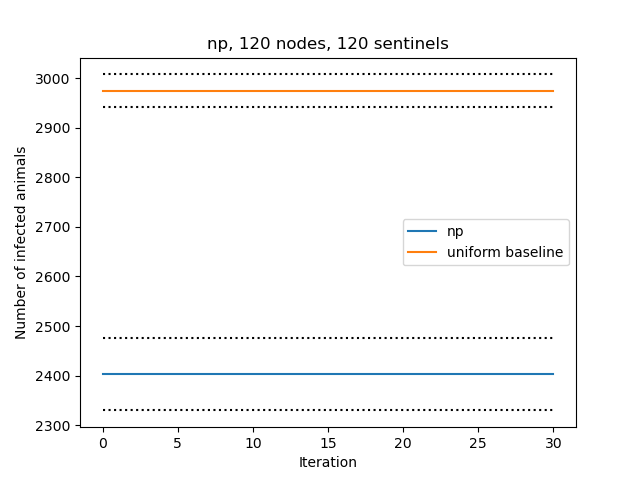 np, 120 nodes, 120 sentinels
3000
2900
2800
2700
2600
2500
2400
2300
Number of infected animals
np
uniform baseline
0 5 10 15 20 25 30
Iteration